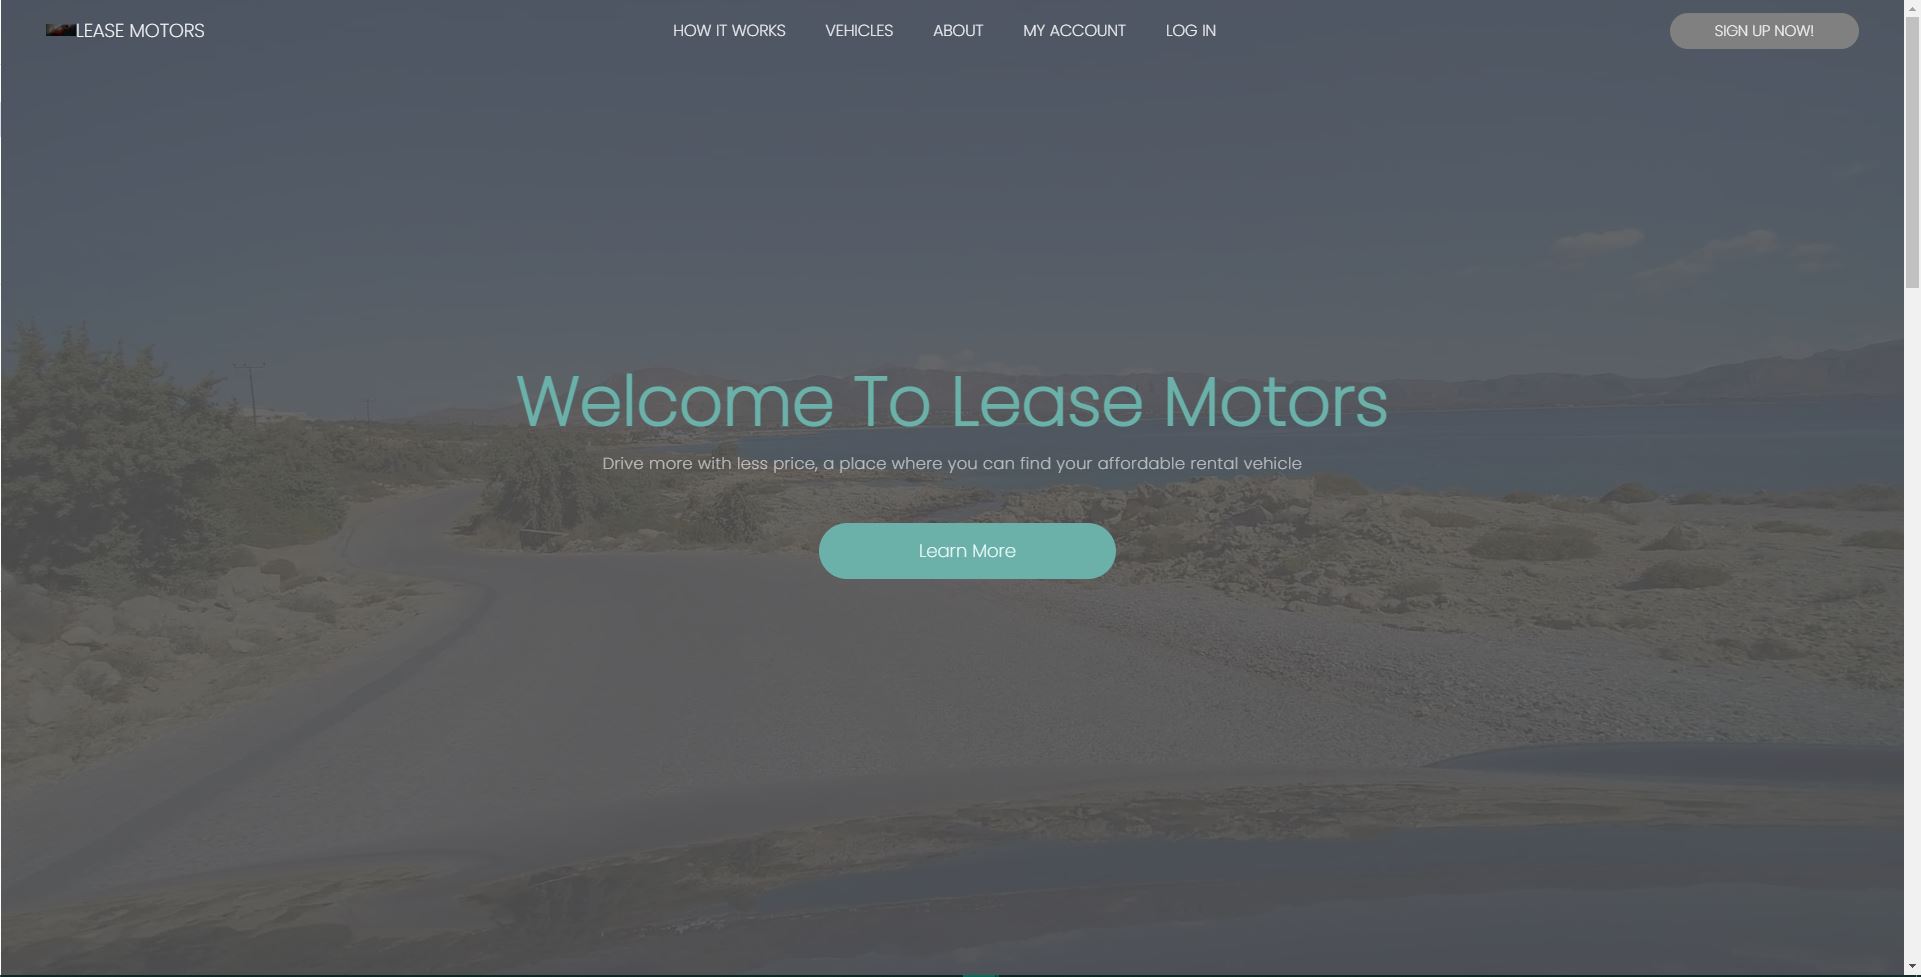 LEASE MOTORS
HOW IT WORKS
VEHICLES
ABOUT
MY ACCOUNT
LOG IN
SIGN UP NOW!
Welcome To Lease Motors
Drive more with less price, a place where you can find your affordable rental vehicle
Learn More